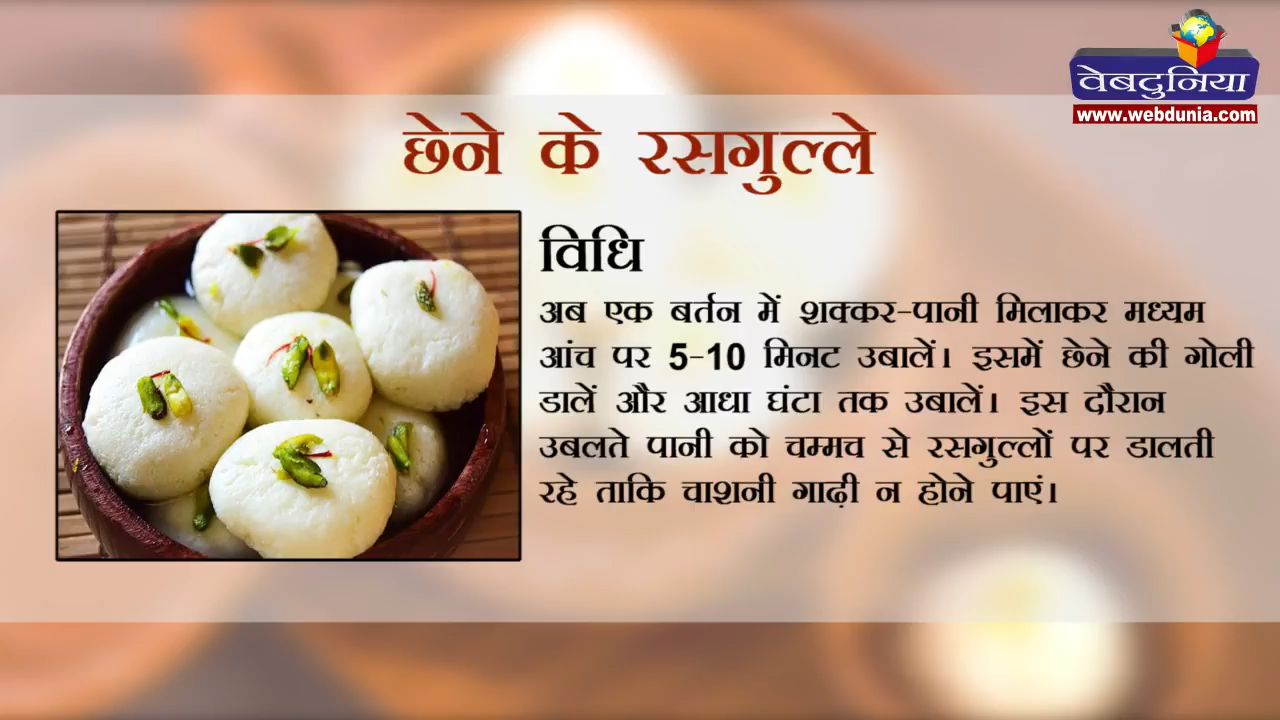 वेबदुनिया
www.webdunia.com
छेने के रसगुल्ले
विधि
अब एक बर्तन में शक्कर-पानी मिलाकर मध्यम
आंच पर 5-10 मिनट उबालें। इसमें छेने की गोली
डालें और आधा घंटा तक उबालें। इस दौरान
उबलते पानी को चम्मच से रसगुल्लों पर डालती
रहे ताकि चाशनी गाढ़ी न होने पाएं।